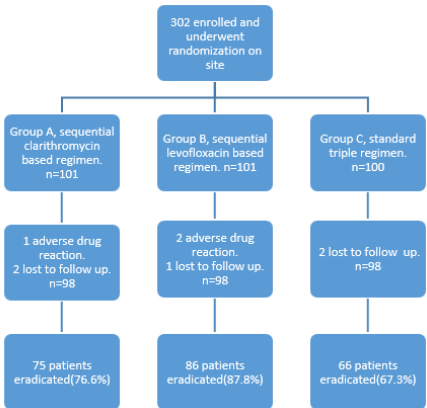 302 enrolled and
underwent
randomization on
site
Group A, sequential
clarithromycin
based regimen.
n=101
Group B, sequential
levofloxacin based
regimen. n=101
Group C, standard
triple regimen.
n=100
1 adverse drug
reaction.
2 lost to follow up.
n=98
2 adverse drug
reaction.
1 lost to follow up.
n=98
2 lost to follow up.
n=98
75 patients
eradicated(76.6%)
86 patients
eradicated(87.8%)
66 patients
eradicated(67.3%)